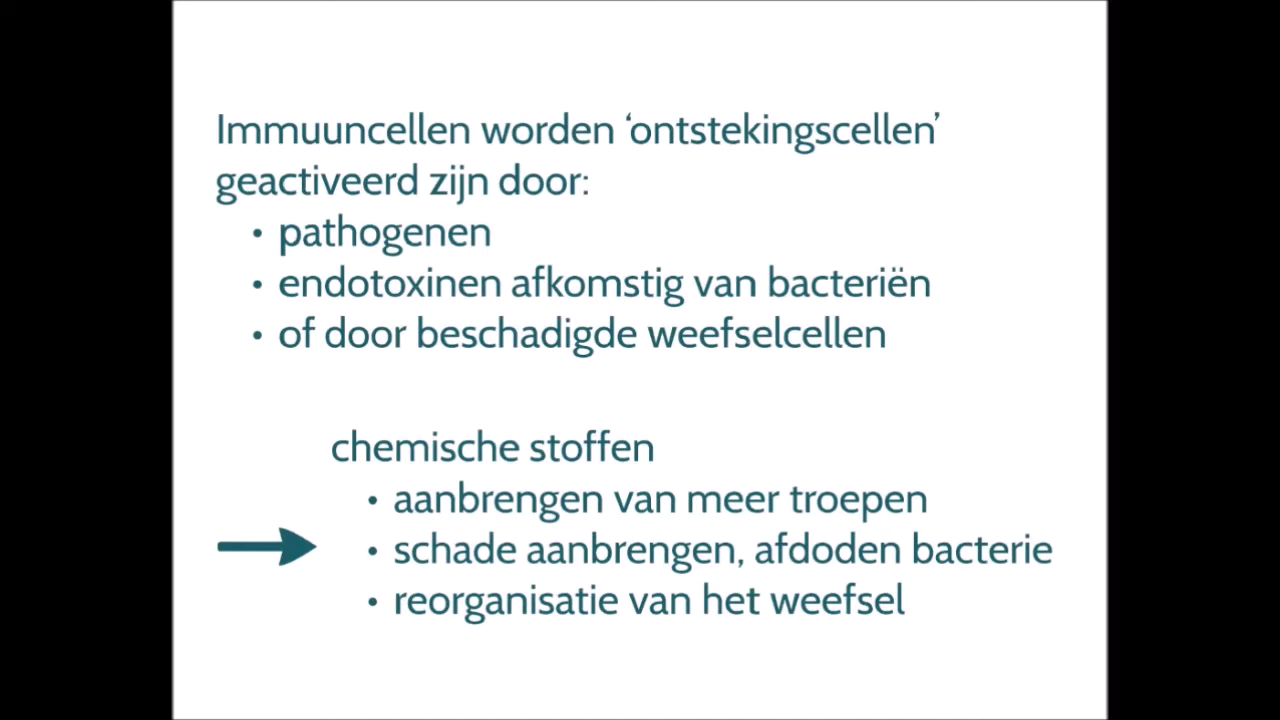 Immuuncellen worden ‘ontstekingscellen’
geactiveerd zijn door:
• pathogenen
• endotoxinen afkomstig van bacteriën
• of door beschadigde weefselcellen
chemische stoffen
• aanbrengen van meer troepen
• schade aanbrengen, afdoden bacterie
• reorganisatie van het weefsel